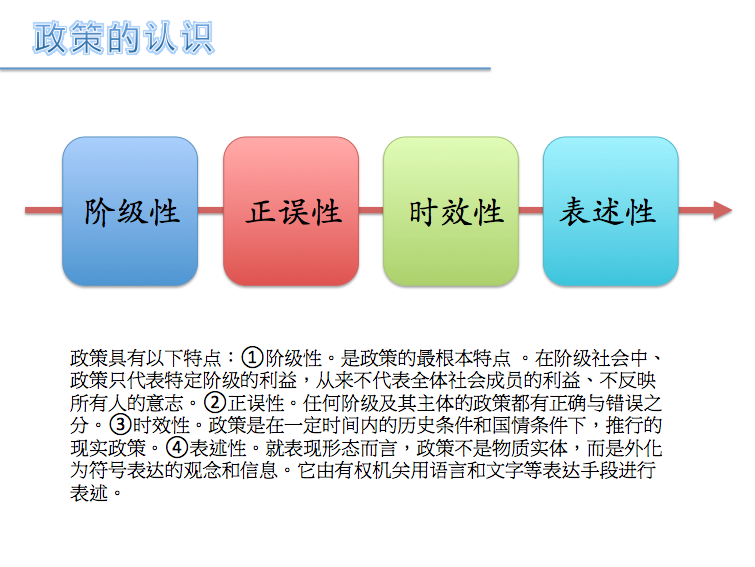 政策的认识
阶级性
正误性
时效性
表述性
政策具有以下特点：①阶级性。是政策的最根本特点 。在阶级社会中、
政策只代表特定阶级的利益，从来不代表全体社会成员的利益、不反映
所有人的意志。②正误性。任何阶级及其主体的政策都有正确与错误之
分。③时效性。政策是在一定时间内的历史条件和国情条件下，推行的
现实政策。④表述性。就表现形态而言，政策不是物质实体，而是外化
为符号表达的观念和信息。它由有权机关用语言和文字等表达手段进行
表述。